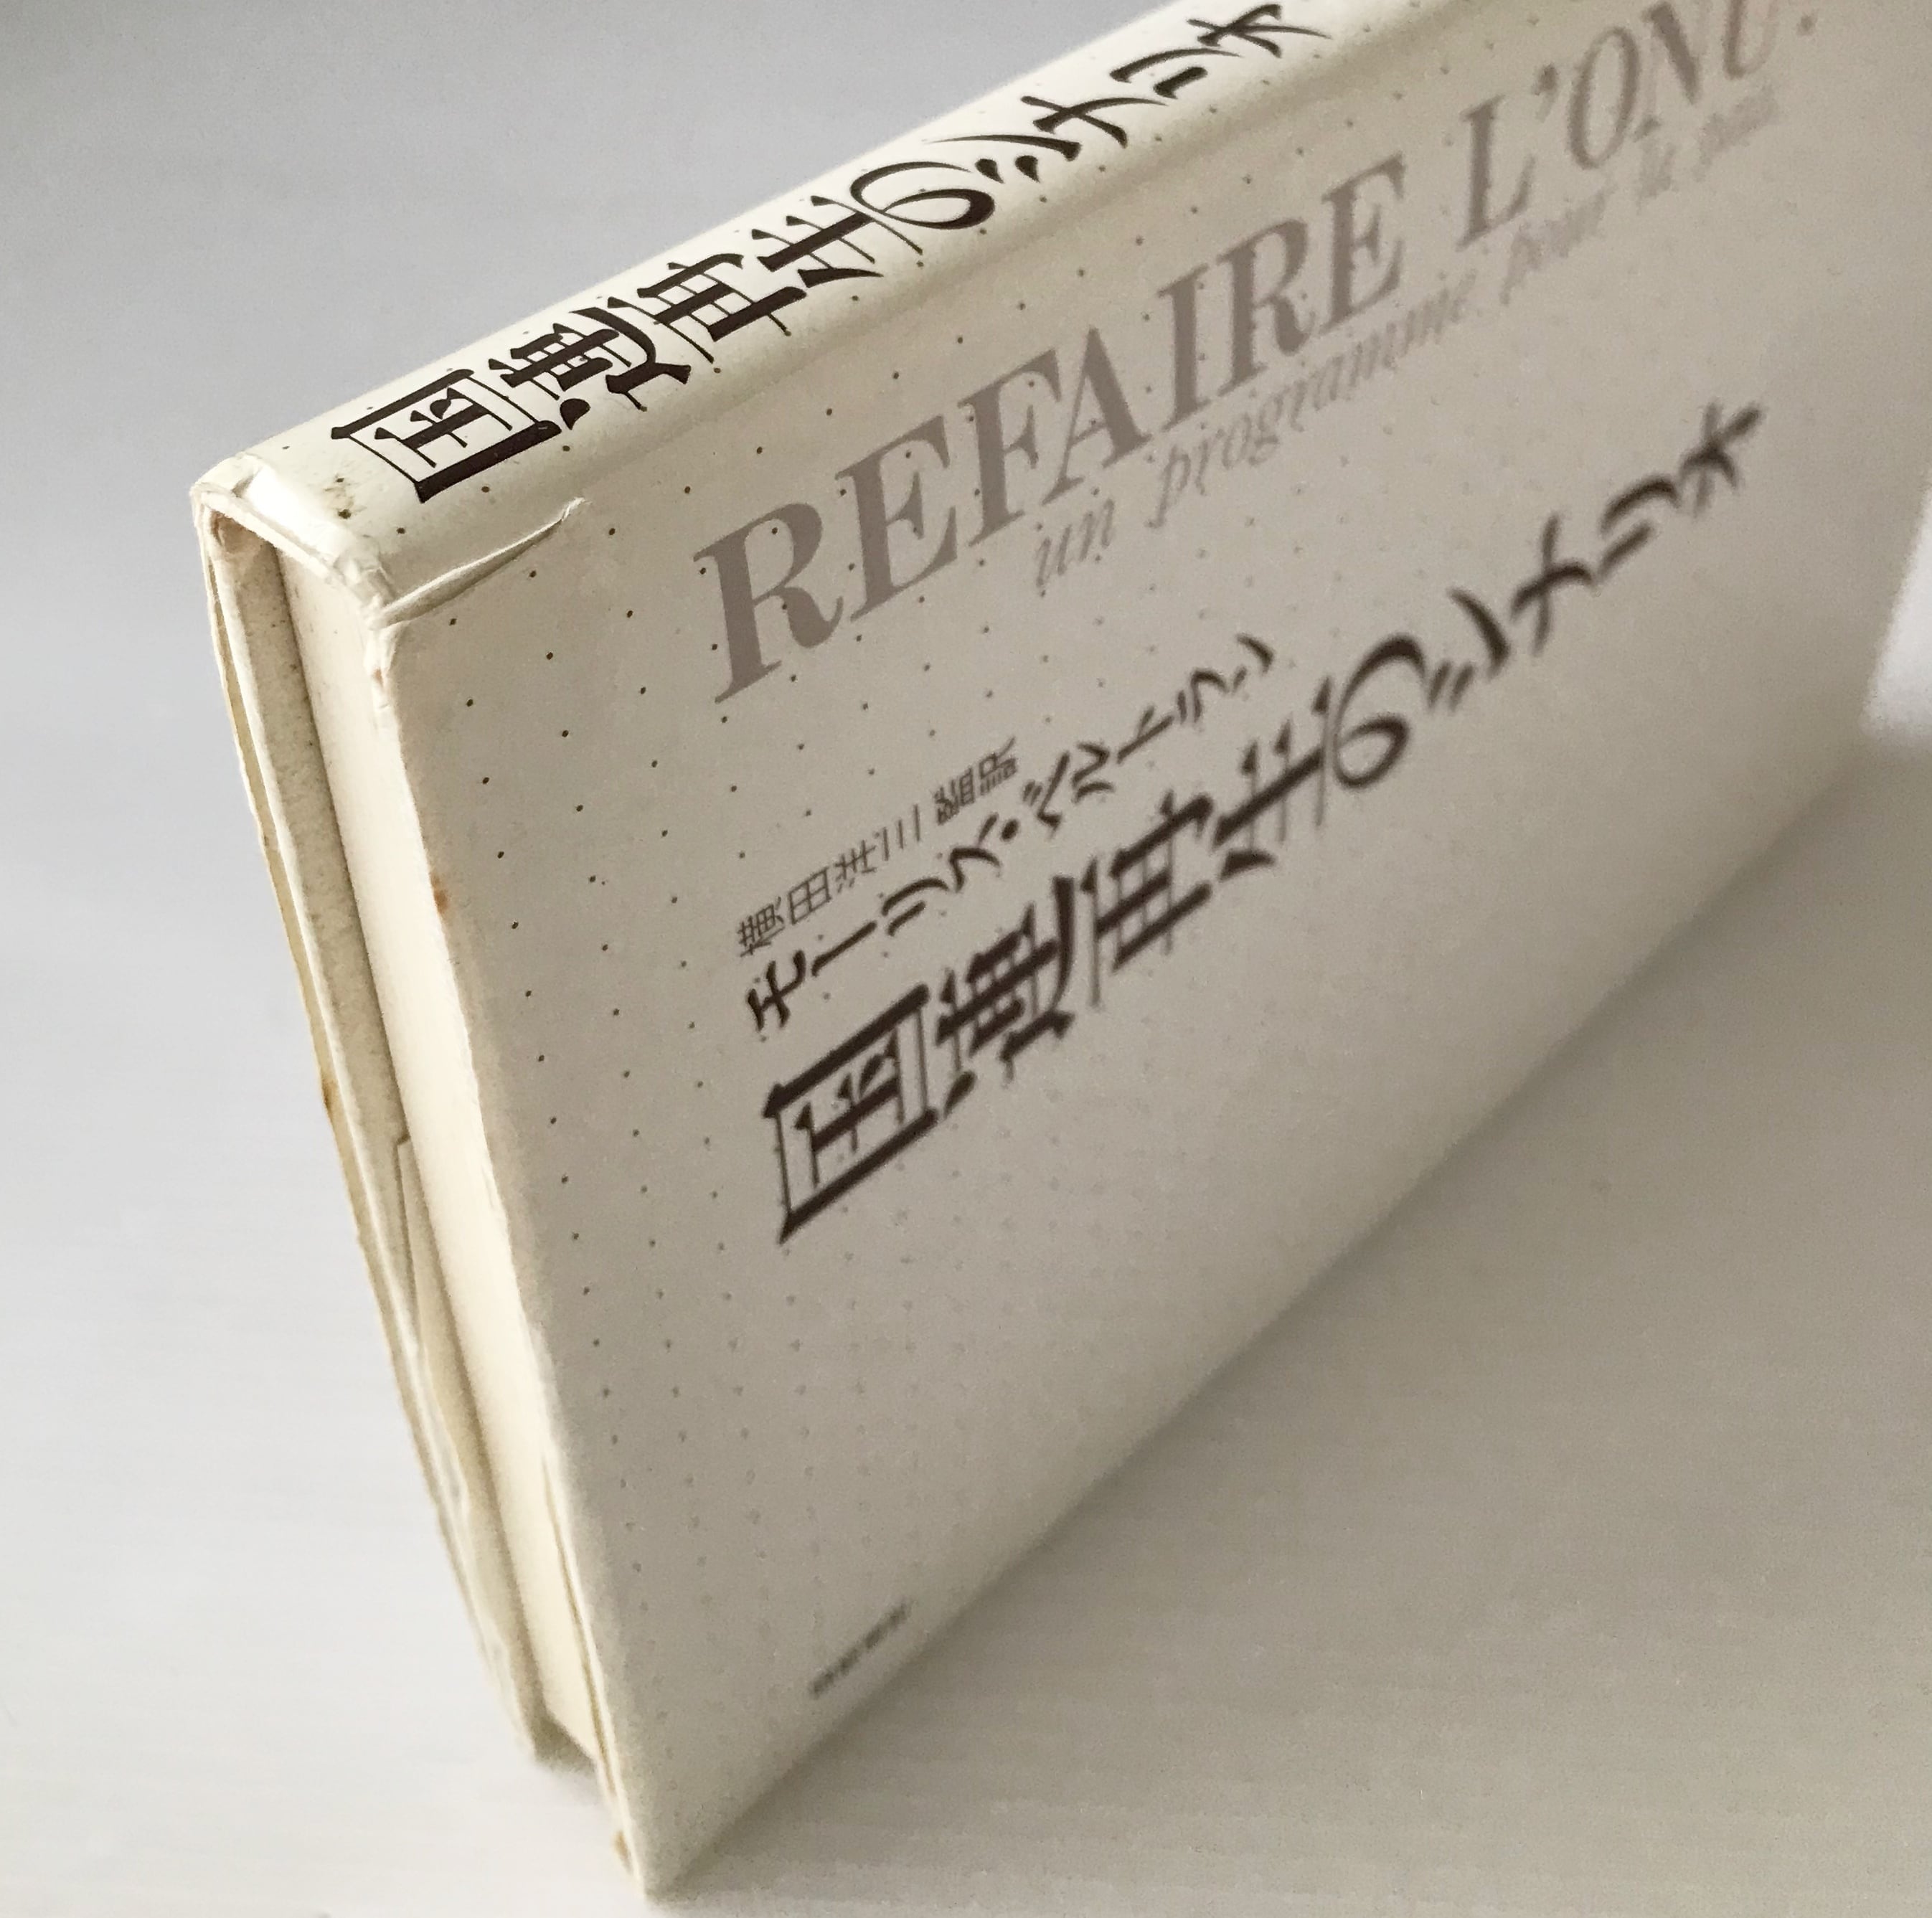 国連再生のシナリオ
REFAIRE L'ONU.
un programme pour la paix
横田洋三 監訳
モーリス・ベルトラン
国連再生のシナリオ